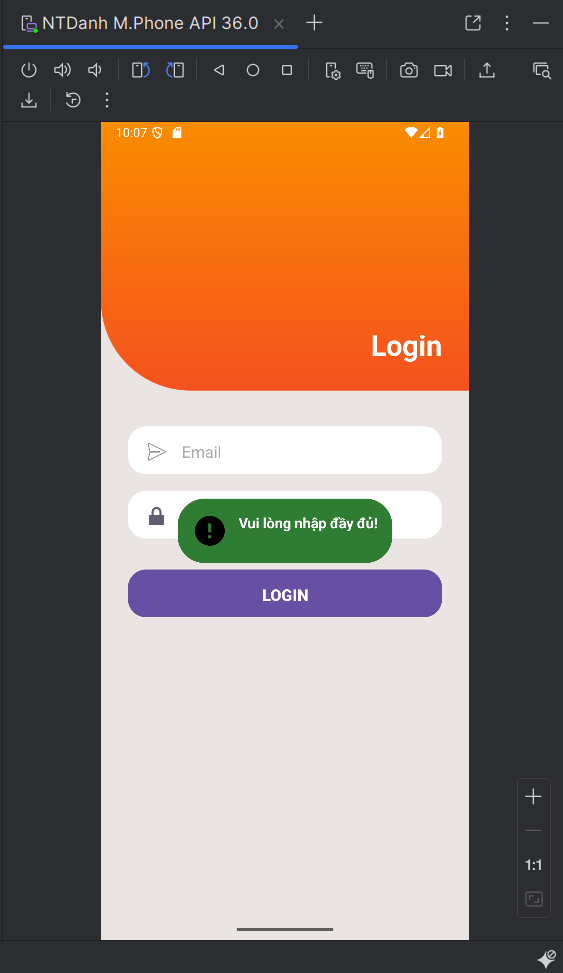 NTDanh M.Phone API 36.0
10:07
Login
Email
Vui lòng nhập đầy đủ!
LOGIN
1:1